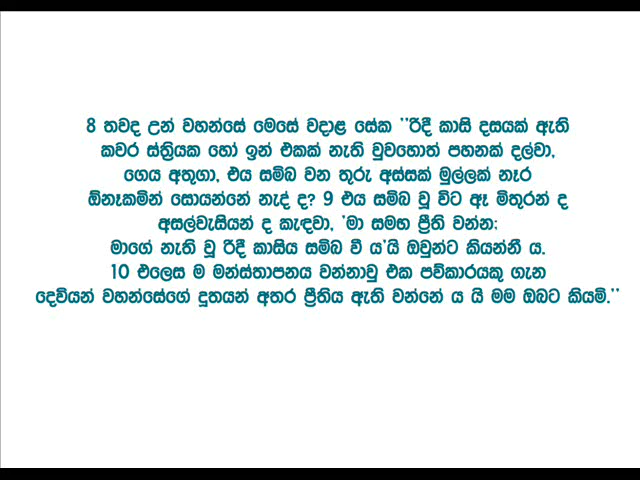 8 තවද උන් වහන්සේ මෙසේ වදාළ සේක ''රිදී කාසි දසයක් ඇති
කවර ස්ත්‍රියක හෝ ඉන් එකක් නැති වුවහොත් පහනක් දල්වා,
ගෙය අතුගා, එය සම්බ වන තුරු අස්සක් මුල්ලක් නෑර
ඕනෑකමින් සොයන්නේ නැද් ද? 9 එය සම්බ වූ විට ඈ මිතුරන් ද
අසල්වැසියන් ද කැඳවා, 'මා සමඟ ප්‍රීති වන්න;
මාගේ නැති වූ රිදී කාසිය සම්බ වී ය'යි ඔවුන්ට කියන්නී ය.
10 එලෙස ම මන්ස්තාපනය වන්නාවු එක පව්කාරයකු ගැන
දෙවියන් වහන්සේගේ දූතයන් අතර ප්‍රීතිය ඇති වන්නේ ය යි මම ඔබට කියමි.''